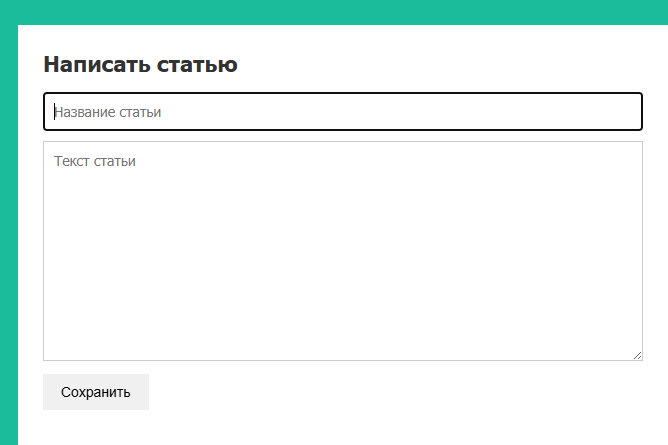 Написать статью
Название статьи
Текст статьи
Сохранить